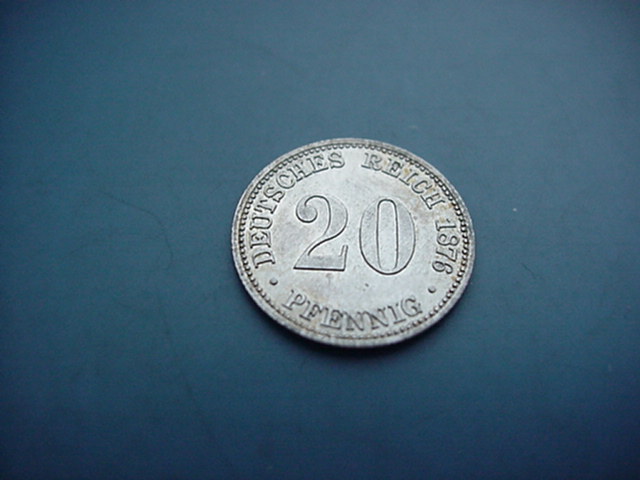 DEUTSCHES REICH 1876
20
· PFENNIG ·